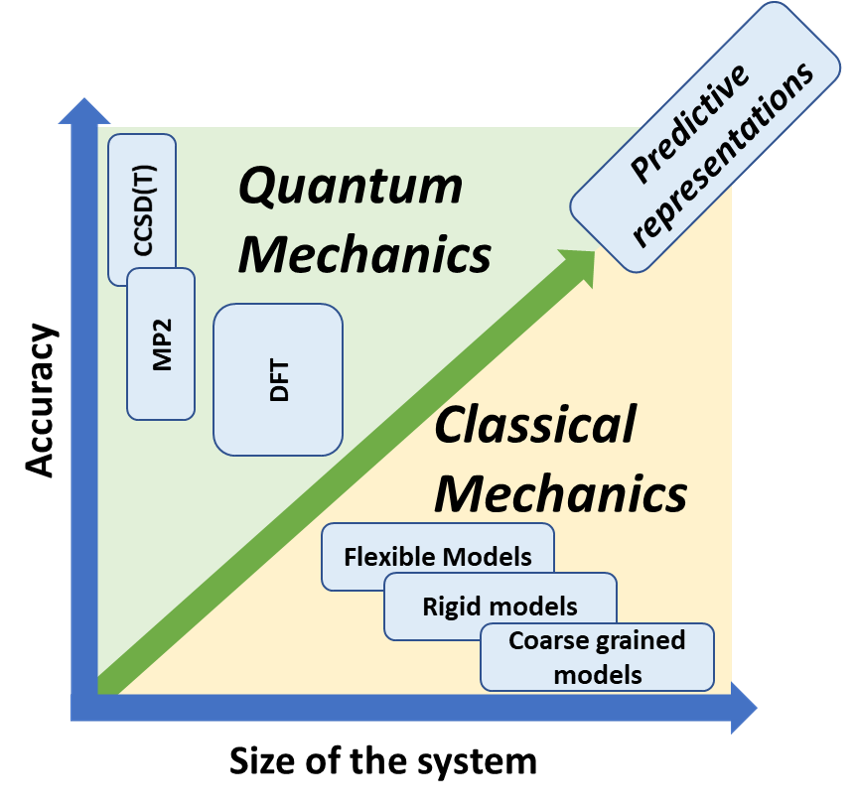 Predictive
representations
CCSD(T)
Quantum
Mechanics
MP2
DFT
Accuracy
Classical
Mechanics
Flexible Models
Rigid models
Coarse grained
models
Size of the system